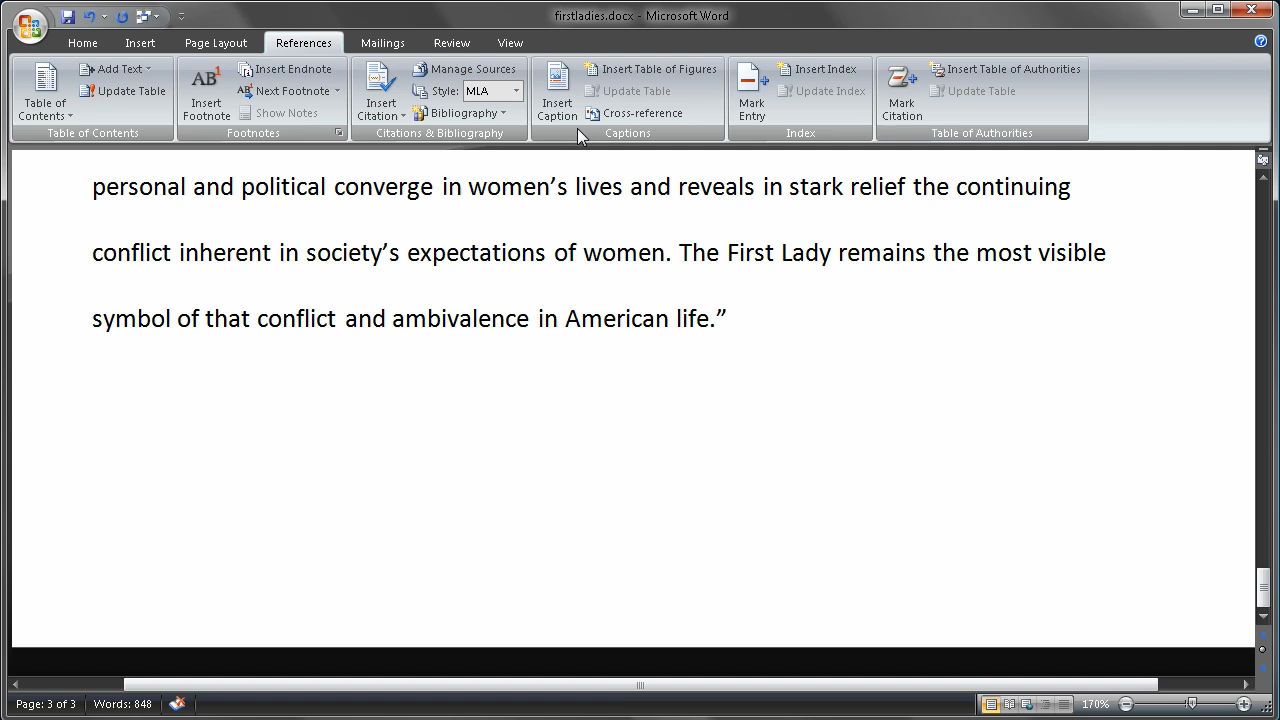 firstladies.docx - Microsoft Word
Home Insert Page Layout References Mailings Review View
Table of Contents
Add Text
Update Table
Table of Contents
AB1
Insert Footnote
Insert Endnote
AB1 Next Footnote
Show Notes
Footnotes
Insert Citation
Manage Sources
Style: MLA
Bibliography
Citations & Bibliography
Insert Caption
Insert Table of Figures
Update Table
Cross-reference
Captions
Mark Entry
Insert Index
Update Index
Index
Mark Citation
Insert Table of Authoriti
Update Table
Table of Authorities
personal and political converge in women’s lives and reveals in stark relief the continuing
conflict inherent in society’s expectations of women. The First Lady remains the most visible
symbol of that conflict and ambivalence in American life.”
Page: 3 of 3 Words: 848 170%